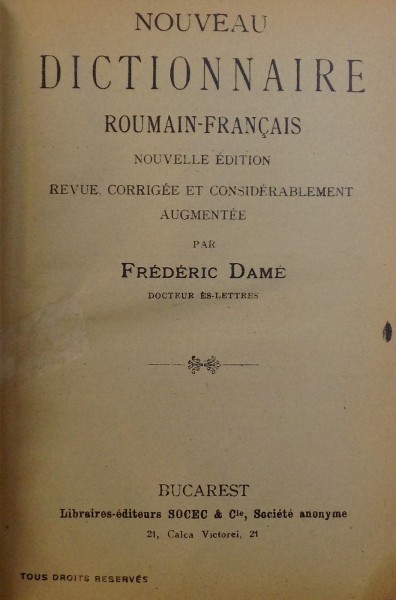 NOUVEAU
DICTIONNAIRE
ROUMAIN-FRANÇAIS
NOUVELLE ÉDITION
REVUE, CORRIGÉE ET CONSIDÉRABLEMENT
AUGMENTÉE
PAR
FRÉDÉRIC DAMÉ
DOCTEUR ÈS-LETTRES
BUCAREST
Libraires-éditeurs SOCEC & Cie, Société anonyme
21, Calea Victorei, 21
TOUS DROITS RESERVÉS